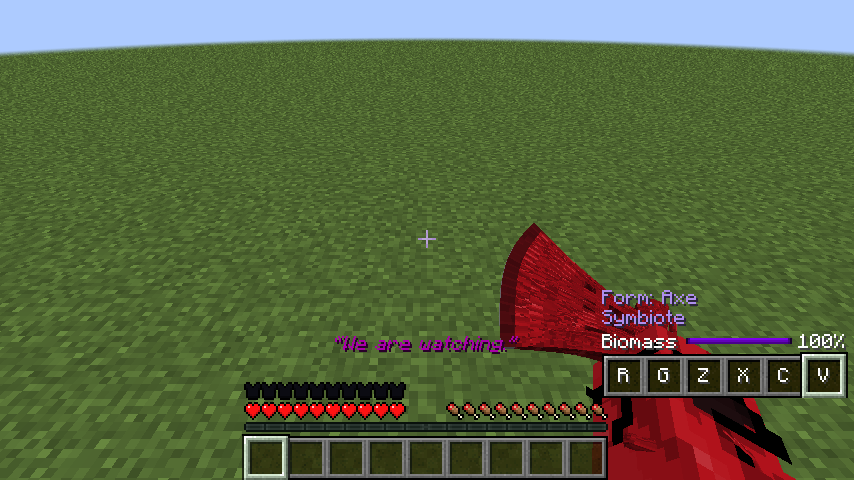 Form: Axe
Symbiote
"We are watching."
Biomass 100%
R G Z X C V